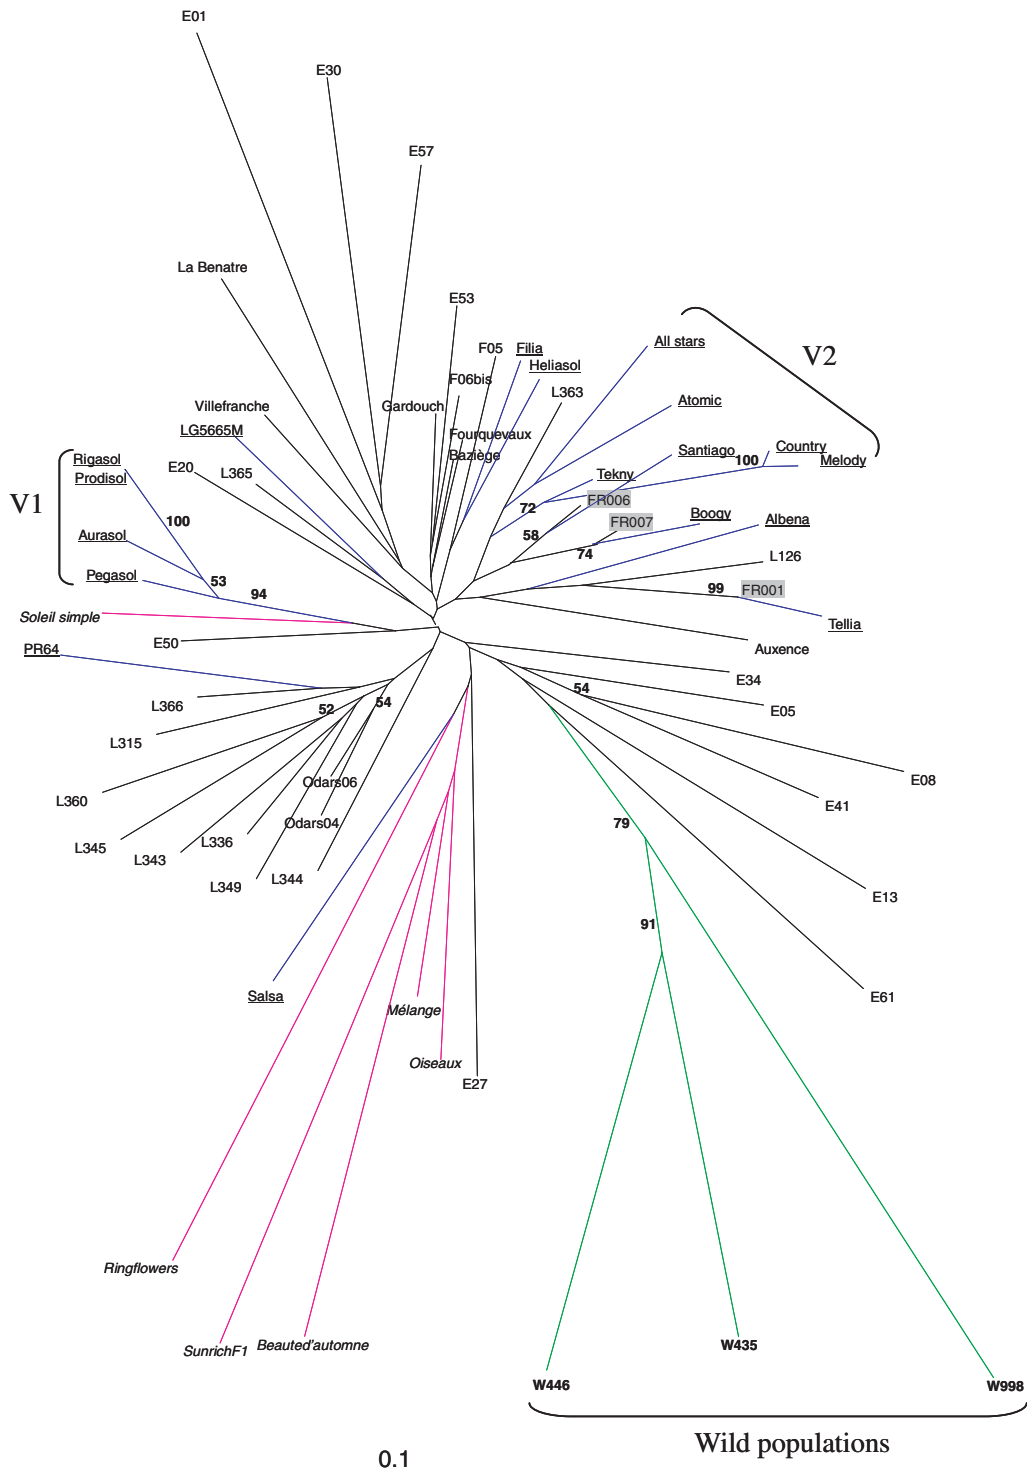 E01
E30
E57
La Benatre
E53
V2
All stars
F05
Filia
Heliasol
F06bis
L363
Villefranche
Gardouch
Atomic
LG5665M
Fourquevaux
Baziège
Santiago
Country
100
Melody
Rigasol
Prodisol
E20
L365
Tekny
V1
FR006
72
58
FR007
Boogy
Albena
100
Aurasol
74
L126
Pegasol
53
94
99
FR001
Soleil simple
Tellia
E50
PR64
Auxence
E34
54
E05
L366
52
54
L315
Odars06
E08
L360
Odars04
E41
79
L345
L343
L336
L349
L344
E13
91
Salsa
Mélange
E61
Oiseaux
E27
Ringflowers
SunrichF1
Beauted'automne
W435
W446
W998
Wild populations
0.1